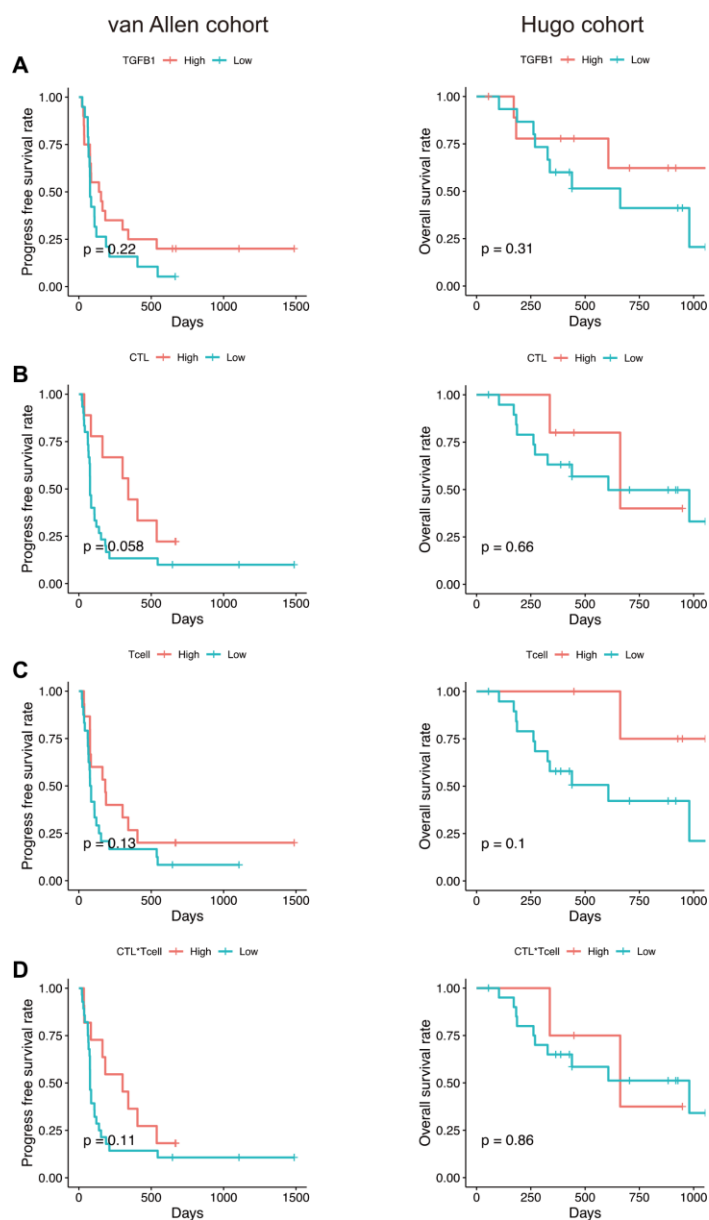 van Allen cohort
Hugo cohort
A
TGFB1 High Low
Progress free survival rate
1.00
0.75
0.50
0.25
0.00
p = 0.22
0 500 1000 1500
Days
TGFB1 High Low
Overall survival rate
1.00
0.75
0.50
0.25
0.00
p = 0.31
0 250 500 750 1000
Days
B
CTL High Low
Progress free survival rate
1.00
0.75
0.50
0.25
0.00
p = 0.058
0 500 1000 1500
Days
CTL High Low
Overall survival rate
1.00
0.75
0.50
0.25
0.00
p = 0.66
0 250 500 750 1000
Days
C
Tcell High Low
Progress free survival rate
1.00
0.75
0.50
0.25
0.00
p = 0.13
0 500 1000 1500
Days
Tcell High Low
Overall survival rate
1.00
0.75
0.50
0.25
0.00
p = 0.1
0 250 500 750 1000
Days
D
CTL*Tcell High Low
Progress free survival rate
1.00
0.75
0.50
0.25
0.00
p = 0.11
0 500 1000 1500
Days
CTL*Tcell High Low
Overall survival rate
1.00
0.75
0.50
0.25
0.00
p = 0.86
0 250 500 750 1000
Days